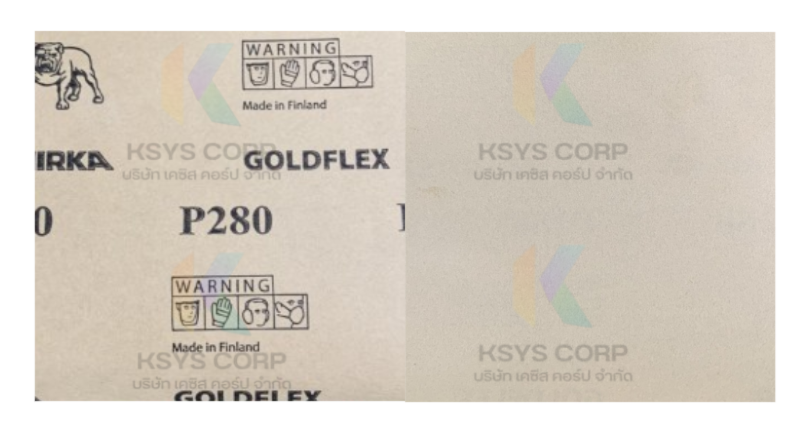 WARNING
Made in Finland
IRKA
GOLDFLEX
KSYS CORP
บริษัท เคซิส คอร์ป จำกัด
KSYS CORP
บริษัท เคซิส คอร์ป จำกัด
0
P280
WARNING
Made in Finland
KSYS CORP
บริษัท เคซิส คอร์ป จำกัด
KSYS CORP
บริษัท เคซิส คอร์ป จำกัด
GOLDFLEX